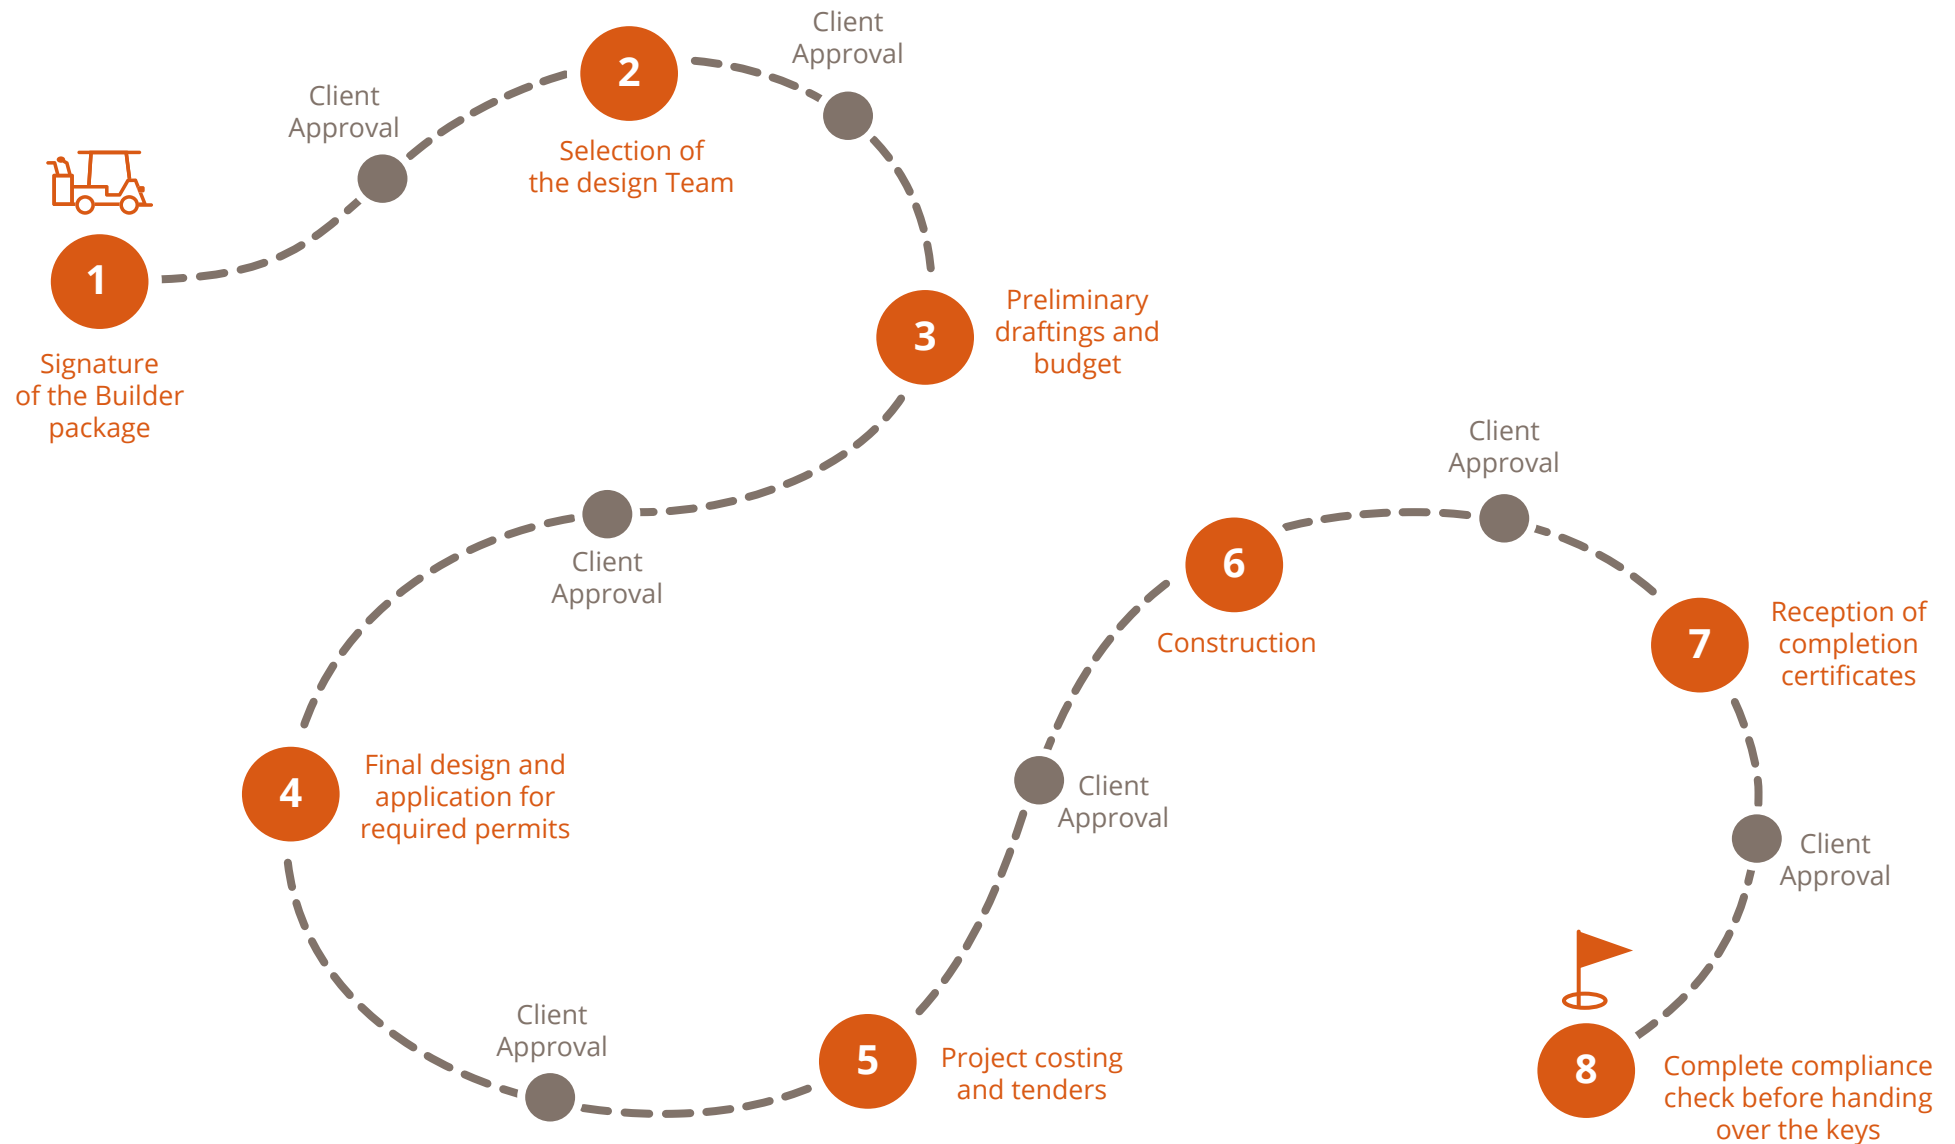 1
Signature
of the Builder
package
Client
Approval
2
Selection of
the design Team
Client
Approval
3
Preliminary
draftings and
budget
Client
Approval
4
Final design and
application for
required permits
Client
Approval
5
Project costing
and tenders
Client
Approval
6
Construction
Client
Approval
7
Reception of
completion
certificates
Client
Approval
8
Complete compliance
check before handing
over the keys